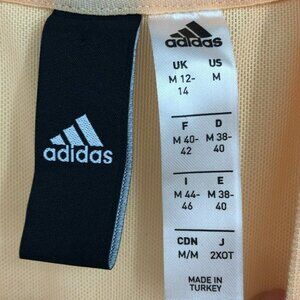 adidas
adidas
UK US
M 12- M
14
F D
M 40- M 38-
42 40
I E
M 44- M 38-
46 40
CDN J
M/M 2XOT
MADE IN
TURKEY